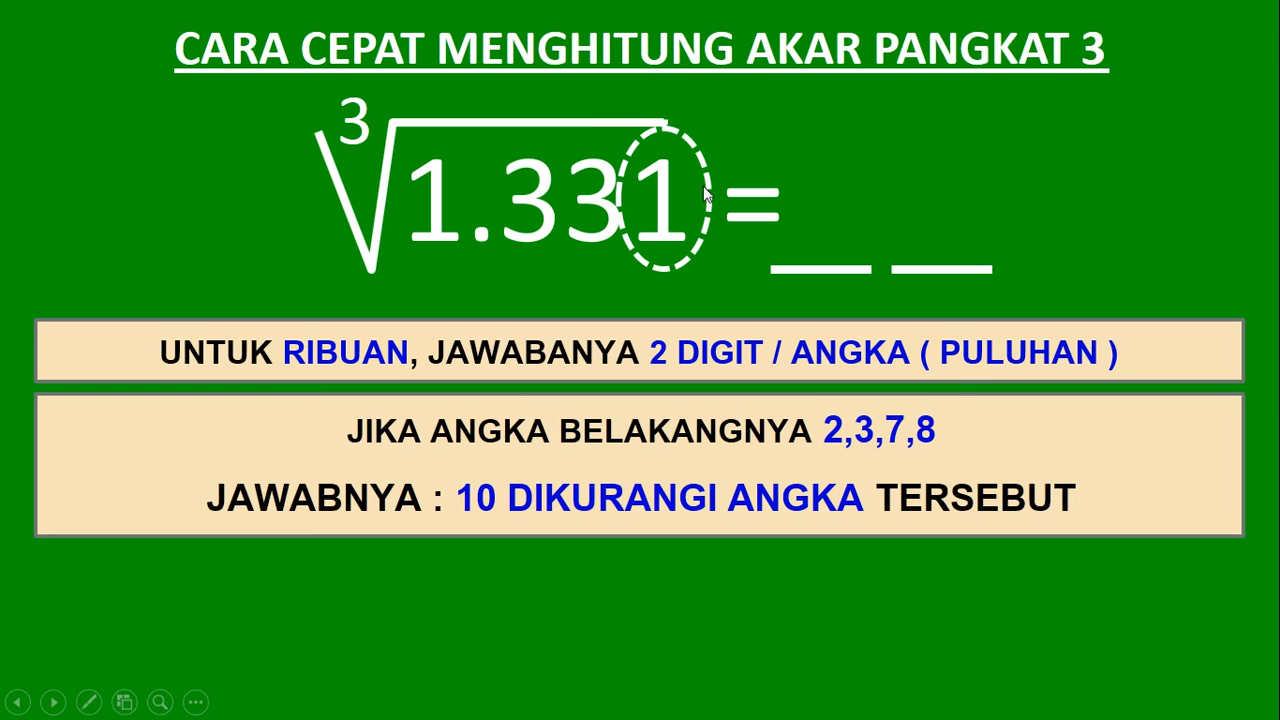 CARA CEPAT MENGHITUNG AKAR PANGKAT 3
3√1.331 = __ __
UNTUK RIBUAN, JAWABANYA 2 DIGIT / ANGKA ( PULUHAN )
JIKA ANGKA BELAKANGNYA 2,3,7,8
JAWABNYA : 10 DIKURANGI ANGKA TERSEBUT